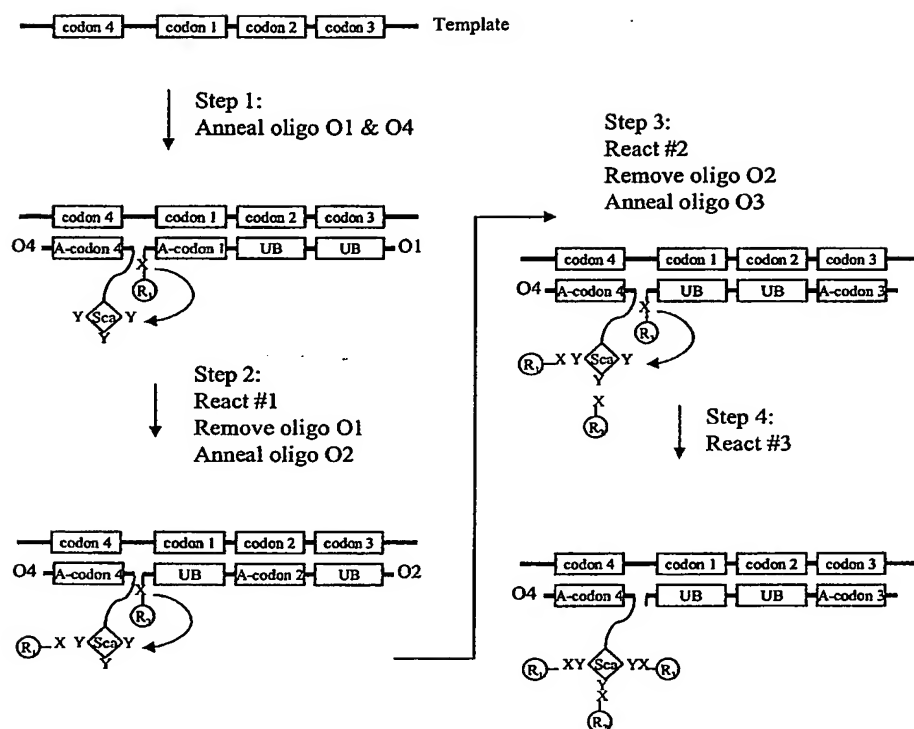 codon 4 codon 1 codon 2 codon 3 Template
Step 1:
Anneal oligo O1 & O4
codon 4 codon 1 codon 2 codon 3
O4 A-codon 4 A-codon 1 UB UB O1
X
R₁
Y Sca Y
Y
Step 2:
React #1
Remove oligo O1
Anneal oligo O2
codon 4 codon 1 codon 2 codon 3
O4 A-codon 4 UB A-codon 2 UB O2
X
R₂
R₁ X Y Sca Y
Y
Step 3:
React #2
Remove oligo O2
Anneal oligo O3
codon 4 codon 1 codon 2 codon 3
O4 A-codon 4 UB UB A-codon 3
X
R₃
R₁ X Y Sca Y
Y
X
R₂
Step 4:
React #3
codon 4 codon 1 codon 2 codon 3
O4 A-codon 4 UB UB A-codon 3
R₁ XY Sca YX R₃
Y
X
R₂